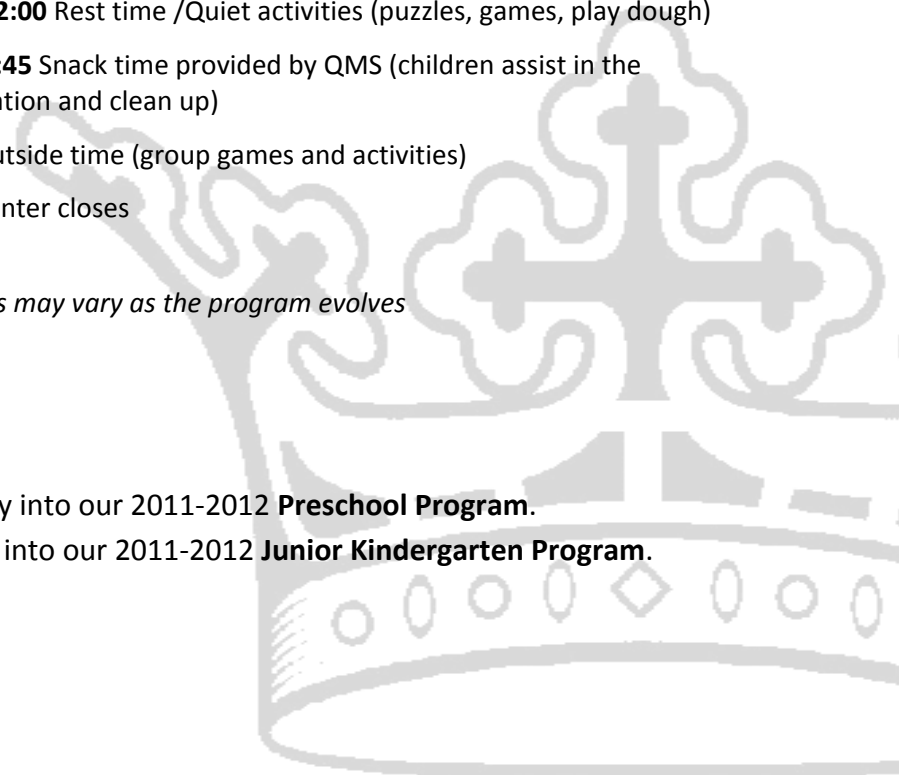 2:00 Rest time /Quiet activities (puzzles, games, play dough)
:45 Snack time provided by QMS (children assist in the
ation and clean up)
utside time (group games and activities)
nter closes
s may vary as the program evolves
y into our 2011-2012 Preschool Program.
into our 2011-2012 Junior Kindergarten Program.